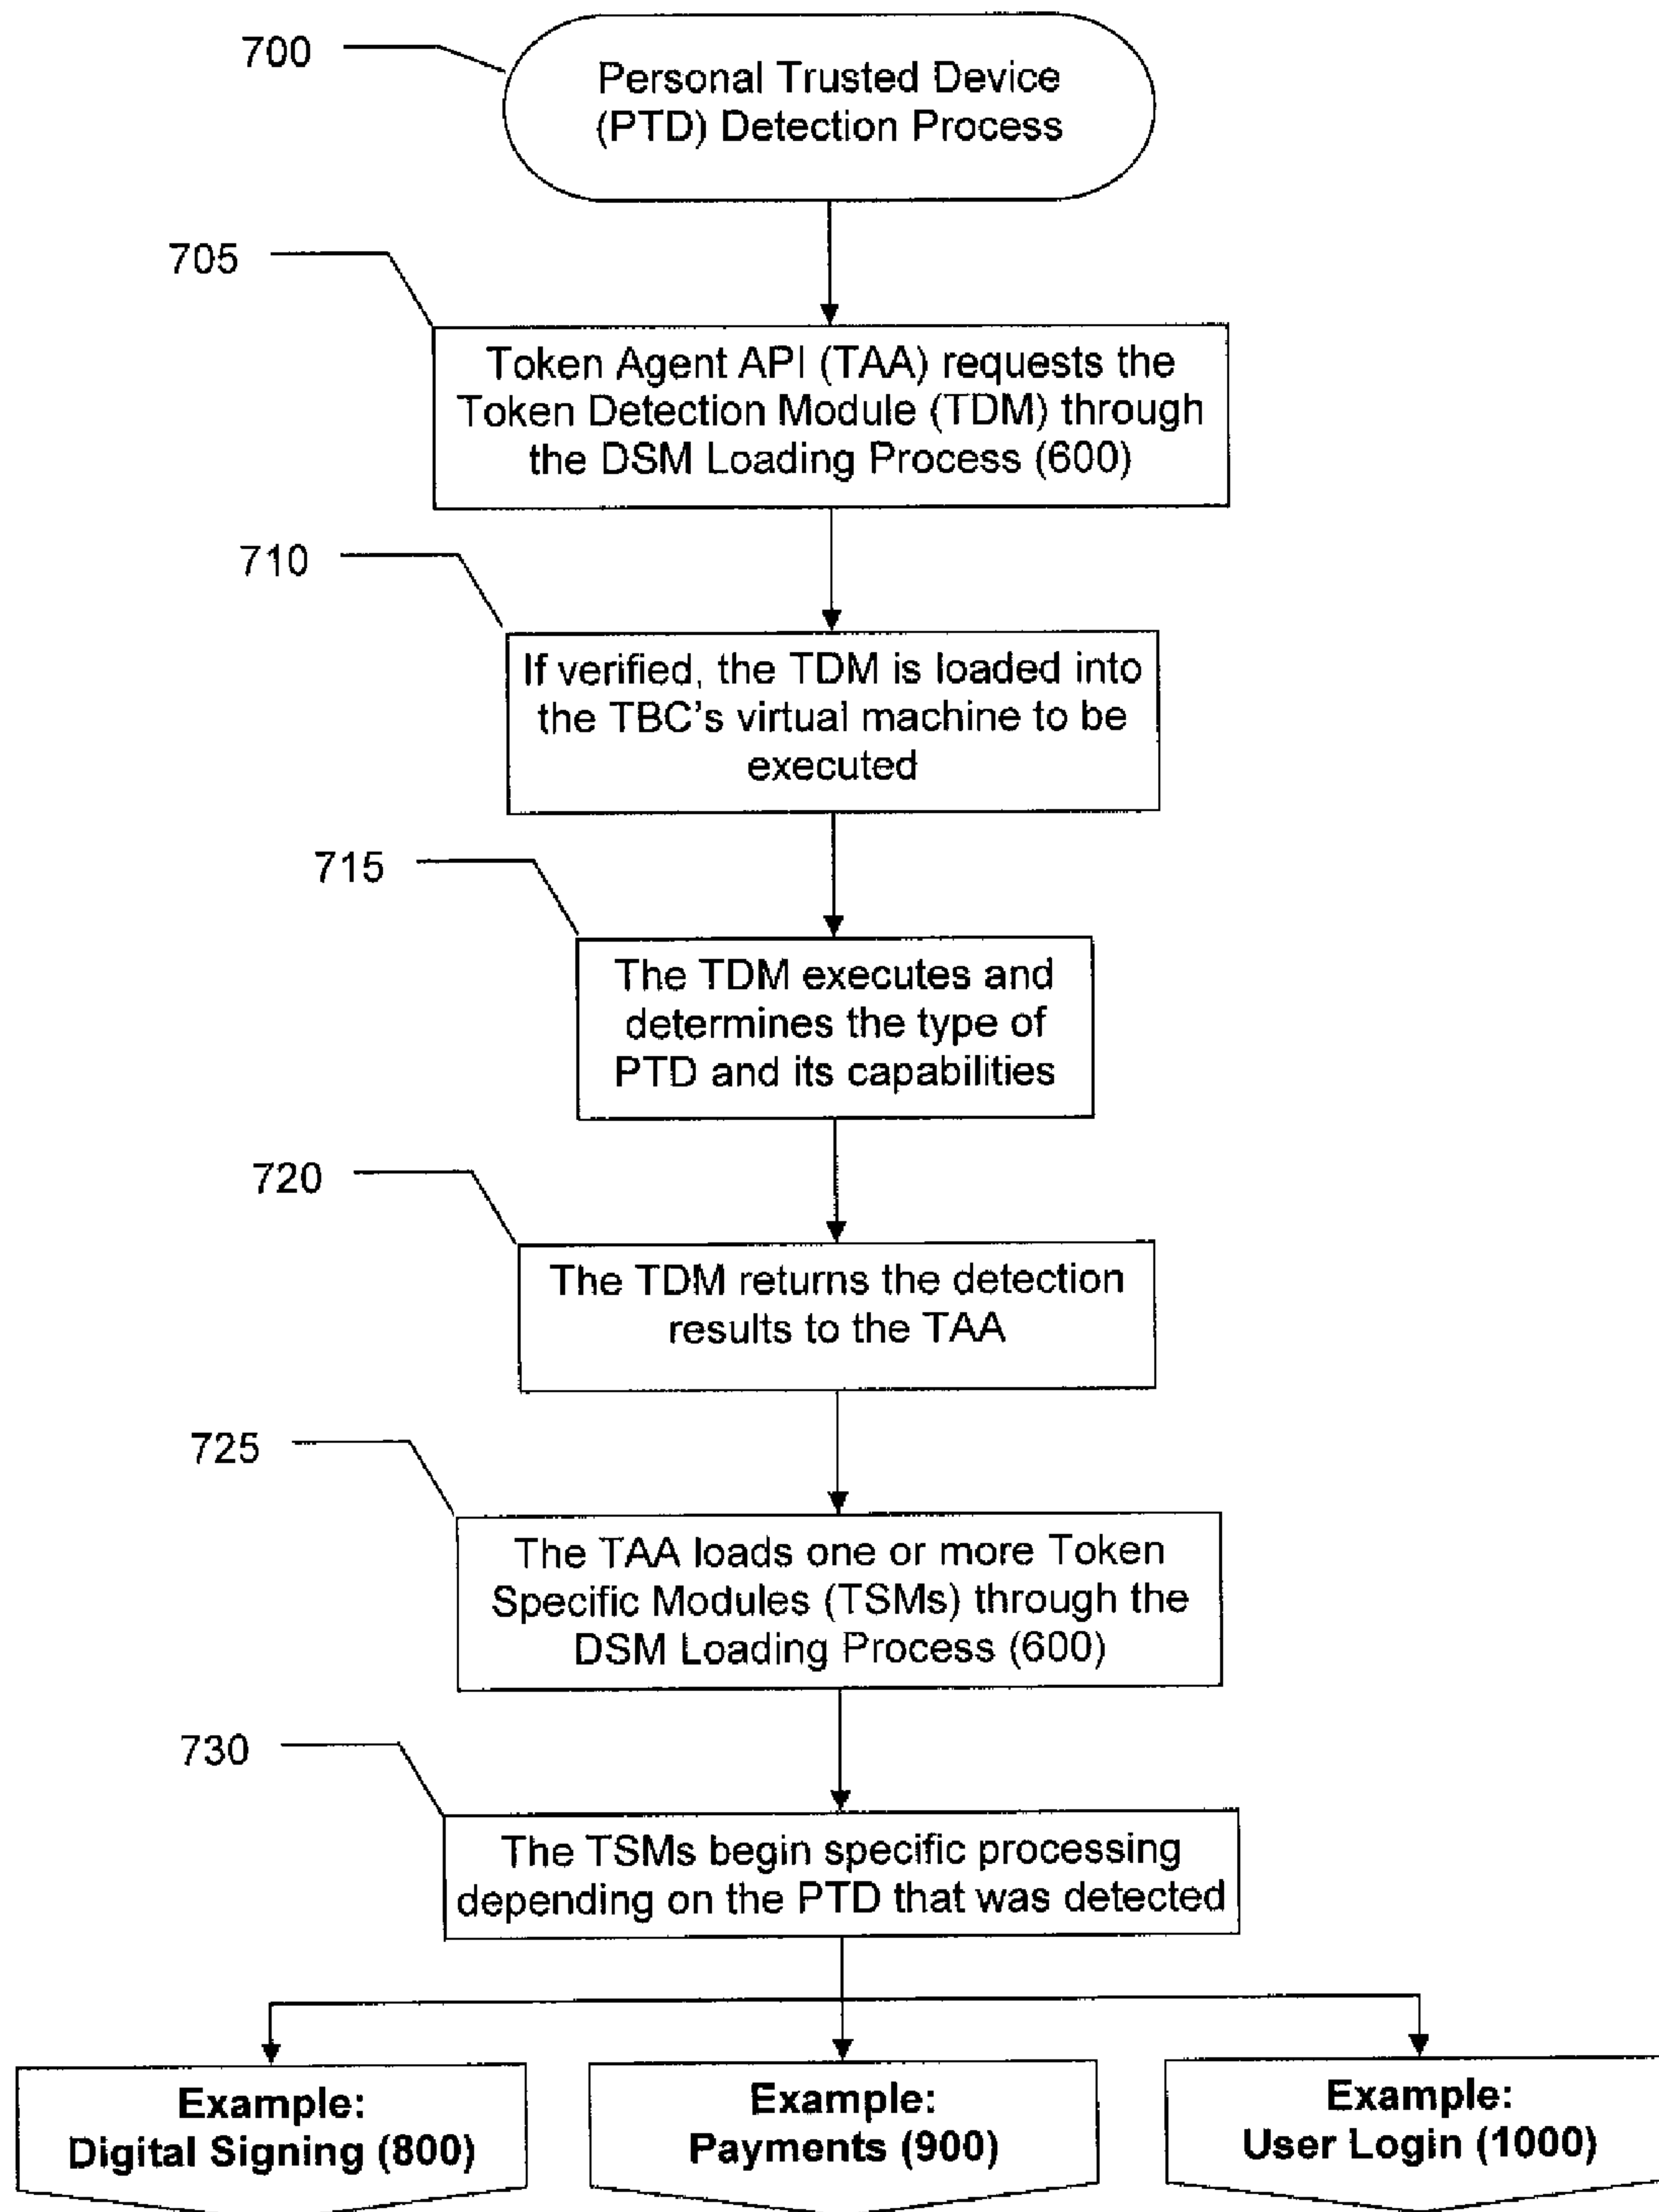 700
Personal Trusted Device
(PTD) Detection Process
705
Token Agent API (TAA) requests the
Token Detection Module (TDM) through
the DSM Loading Process (600)
710
If verified, the TDM is loaded into
the TBC's virtual machine to be
executed
715
The TDM executes and
determines the type of
PTD and its capabilities
720
The TDM returns the detection
results to the TAA
725
The TAA loads one or more Token
Specific Modules (TSMs) through the
DSM Loading Process (600)
730
The TSMs begin specific processing
depending on the PTD that was detected
Example:
Digital Signing (800)
Example:
Payments (900)
Example:
User Login (1000)